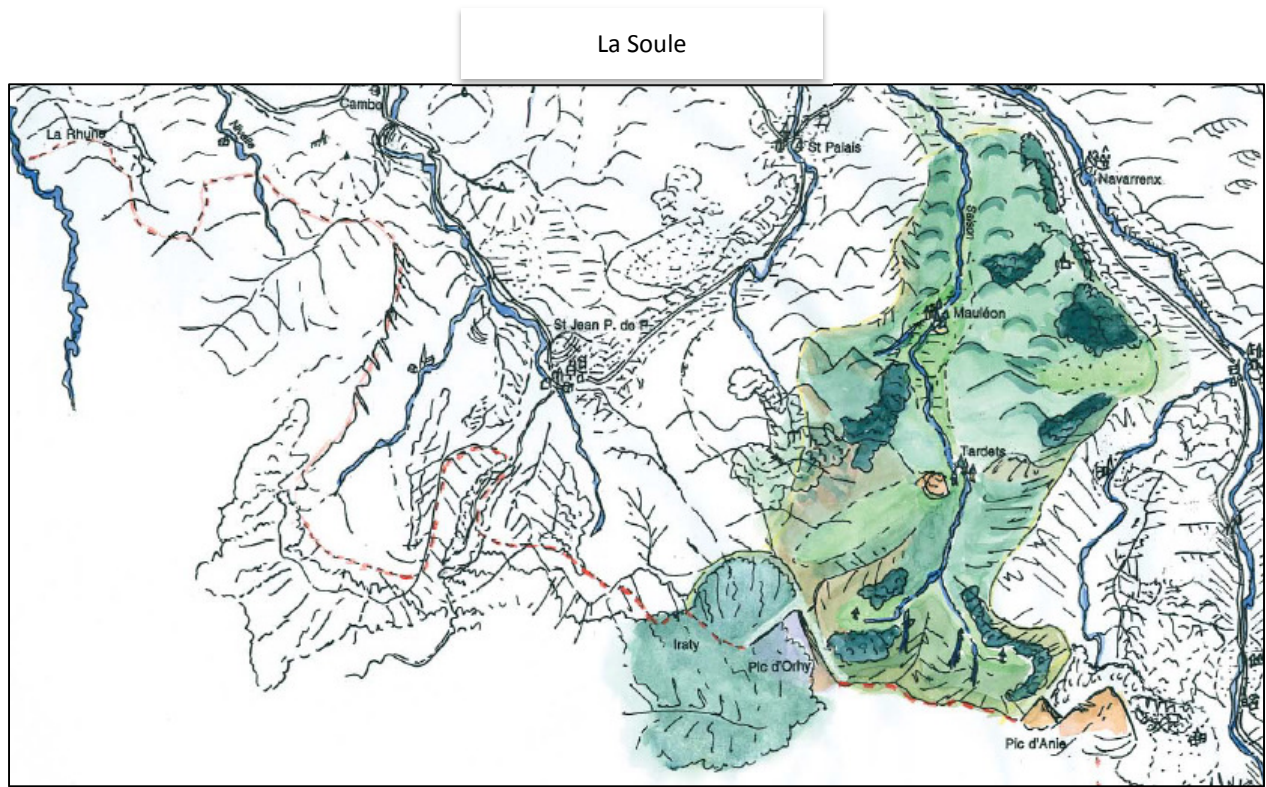 La Soule
Cambo
La Rhune
Nivelle
St Palais
Navarrenx
Saison
Mauléon
St Jean P. de P.
Tardets
Iraty
Pic d'Orhy
Pic d'Anie